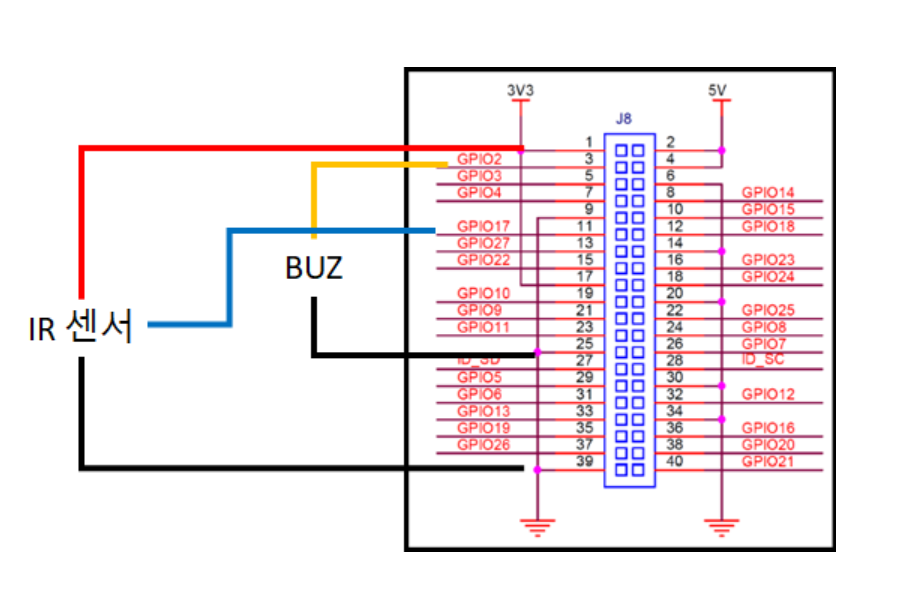 3V3
5V
J8
1 2
GPIO2 3 4
GPIO3 5 6
GPIO4 7 8 GPIO14
9 10 GPIO15
GPIO17 11 12 GPIO18
GPIO27 13 14
GPIO22 15 16 GPIO23
17 18 GPIO24
GPIO10 19 20
GPIO9 21 22 GPIO25
GPIO11 23 24 GPIO8
25 26 GPIO7
ID_SD 27 28 ID_SC
GPIO5 29 30
GPIO6 31 32 GPIO12
GPIO13 33 34
GPIO19 35 36 GPIO16
GPIO26 37 38 GPIO20
39 40 GPIO21
BUZ
IR 센서